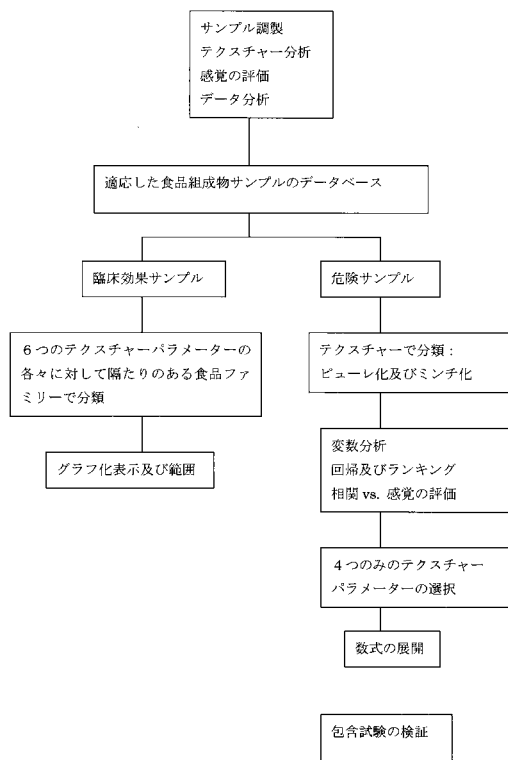 サンプル調製
テクスチャー分析
感覚の評価
データ分析
適応した食品組成物サンプルのデータベース
臨床効果サンプル
危険サンプル
6つのテクスチャーパラメーターの
各々に対して隔たりのある食品ファ
ミリーで分類
テクスチャーで分類：
ピューレ化及びミンチ化
グラフ化表示及び範囲
変数分析
回帰及びランキング
相関 vs. 感覚の評価
4つのみのテクスチャー
パラメーターの選択
数式の展開
包含試験の検証